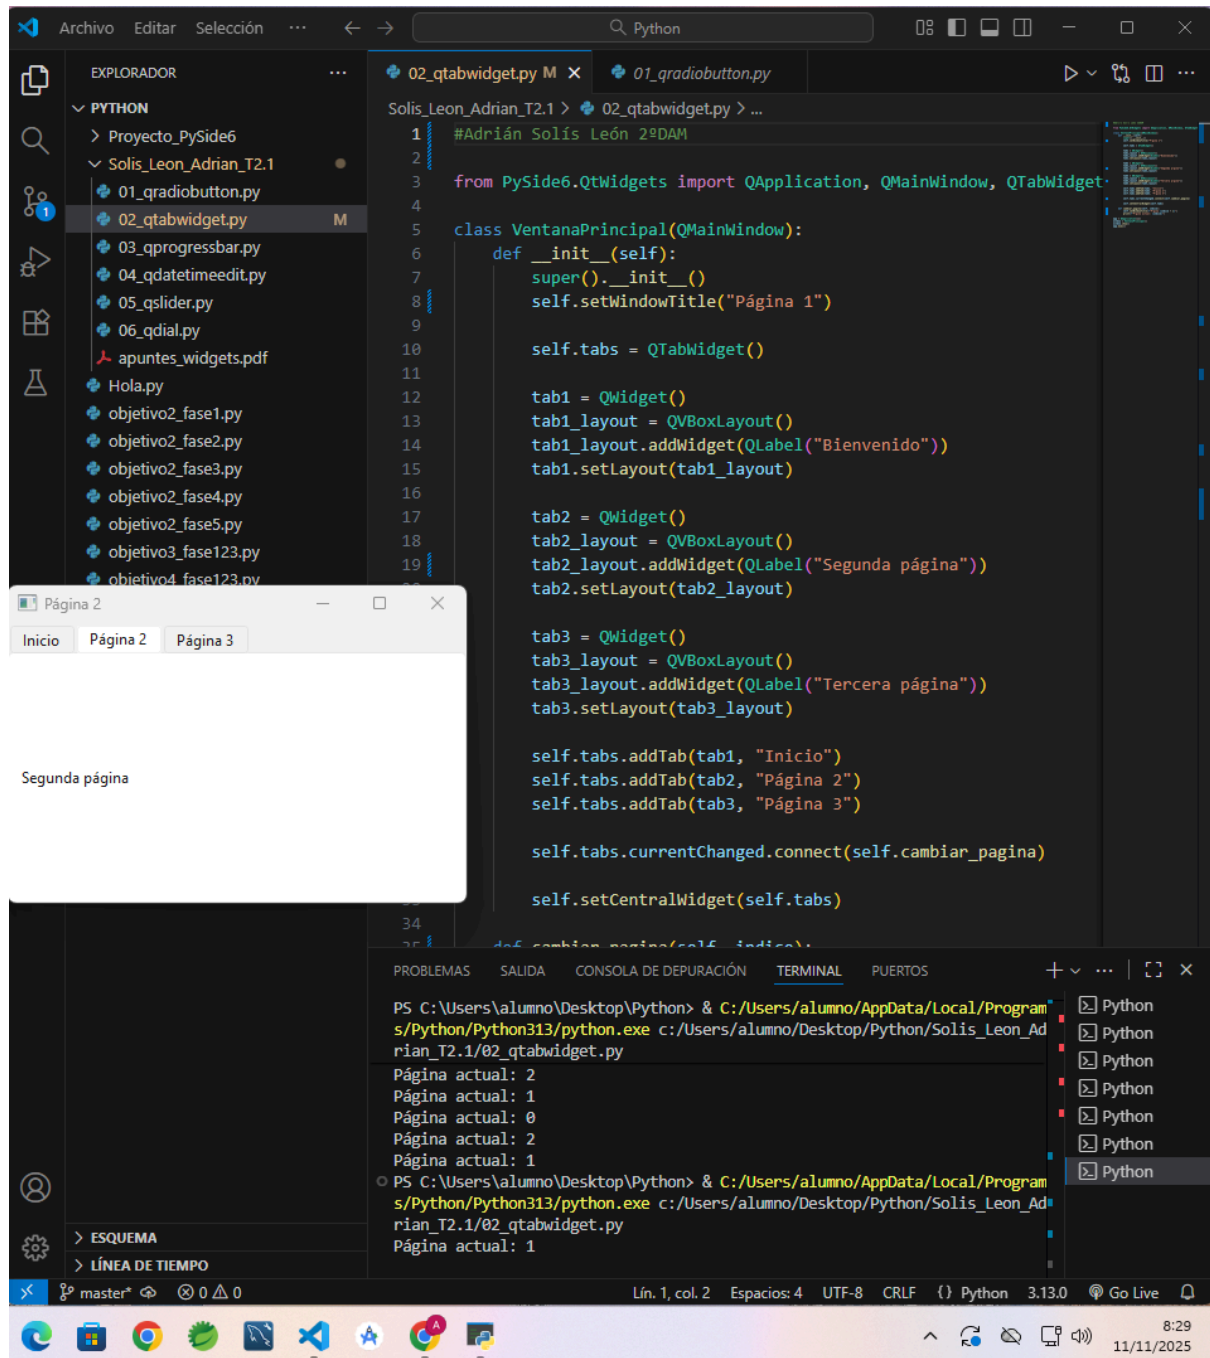 Archivo Editar Selección ··· Python
EXPLORADOR ···
PYTHON
Proyecto_PySide6
Solis_Leon_Adrian_T2.1
01_qradiobutton.py
02_qtabwidget.py M
03_qprogressbar.py
04_qdatetimeedit.py
05_qslider.py
06_qdial.py
apuntes_widgets.pdf
Hola.py
objetivo2_fase1.py
objetivo2_fase2.py
objetivo2_fase3.py
objetivo2_fase4.py
objetivo2_fase5.py
objetivo3_fase123.py
objetivo4_fase123.py
1
ESQUEMA
LÍNEA DE TIEMPO
02_qtabwidget.py M 01_qradiobutton.py
Solis_Leon_Adrian_T2.1 > 02_qtabwidget.py > ...
1 #Adrián Solís León 2ºDAM
2
3 from PySide6.QtWidgets import QApplication, QMainWindow, QTabWidget
4
5 class VentanaPrincipal(QMainWindow):
6 def __init__(self):
7 super().__init__()
8 self.setWindowTitle("Página 1")
9
10 self.tabs = QTabWidget()
11
12 tab1 = QWidget()
13 tab1_layout = QVBoxLayout()
14 tab1_layout.addWidget(QLabel("Bienvenido"))
15 tab1.setLayout(tab1_layout)
16
17 tab2 = QWidget()
18 tab2_layout = QVBoxLayout()
19 tab2_layout.addWidget(QLabel("Segunda página"))
tab2.setLayout(tab2_layout)
tab3 = QWidget()
tab3_layout = QVBoxLayout()
tab3_layout.addWidget(QLabel("Tercera página"))
tab3.setLayout(tab3_layout)
self.tabs.addTab(tab1, "Inicio")
self.tabs.addTab(tab2, "Página 2")
self.tabs.addTab(tab3, "Página 3")
self.tabs.currentChanged.connect(self.cambiar_pagina)
self.setCentralWidget(self.tabs)
34
35 def cambiar_pagina(self, indice):
Página 2
Inicio Página 2 Página 3
Segunda página
PROBLEMAS SALIDA CONSOLA DE DEPURACIÓN TERMINAL PUERTOS
PS C:\Users\alumno\Desktop\Python> & C:/Users/alumno/AppData/Local/Program
s/Python/Python313/python.exe c:/Users/alumno/Desktop/Python/Solis_Leon_Ad
rian_T2.1/02_qtabwidget.py
Página actual: 2
Página actual: 1
Página actual: 0
Página actual: 2
Página actual: 1
PS C:\Users\alumno\Desktop\Python> & C:/Users/alumno/AppData/Local/Program
s/Python/Python313/python.exe c:/Users/alumno/Desktop/Python/Solis_Leon_Ad
rian_T2.1/02_qtabwidget.py
Página actual: 1
Python
Python
Python
Python
Python
Python
Python
master* 0 0 Lín. 1, col. 2 Espacios: 4 UTF-8 CRLF {} Python 3.13.0 Go Live
A
8:29
11/11/2025